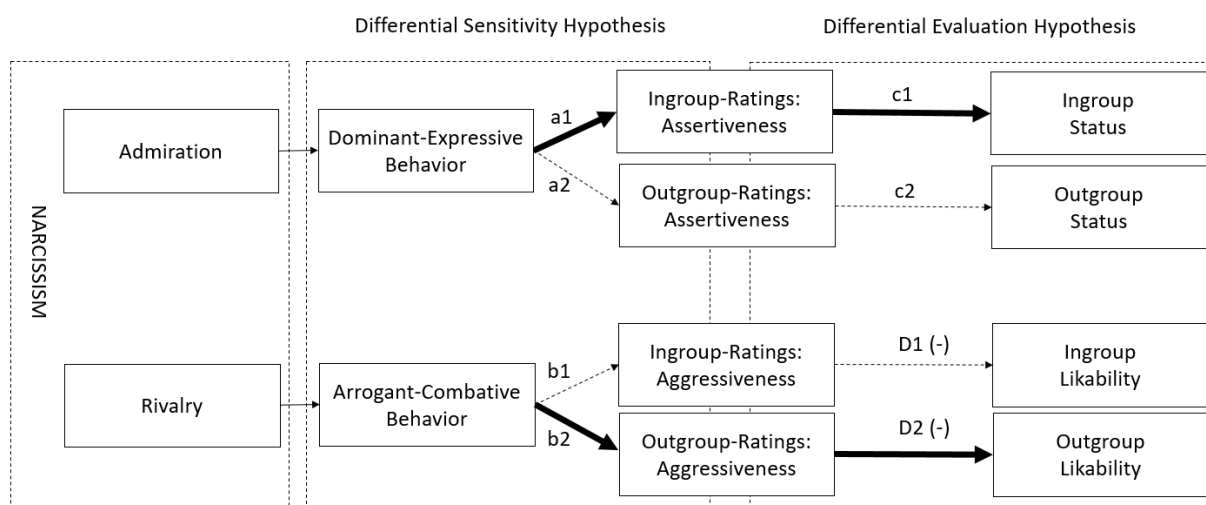 Differential Sensitivity Hypothesis
Differential Evaluation Hypothesis
NARCISSISM
Admiration
Dominant-Expressive
Behavior
a1
a2
Ingroup-Ratings:
Assertiveness
c1
Ingroup
Status
Outgroup-Ratings:
Assertiveness
c2
Outgroup
Status
Rivalry
Arrogant-Combative
Behavior
b1
b2
Ingroup-Ratings:
Aggressiveness
D1 (-)
Ingroup
Likability
Outgroup-Ratings:
Aggressiveness
D2 (-)
Outgroup
Likability